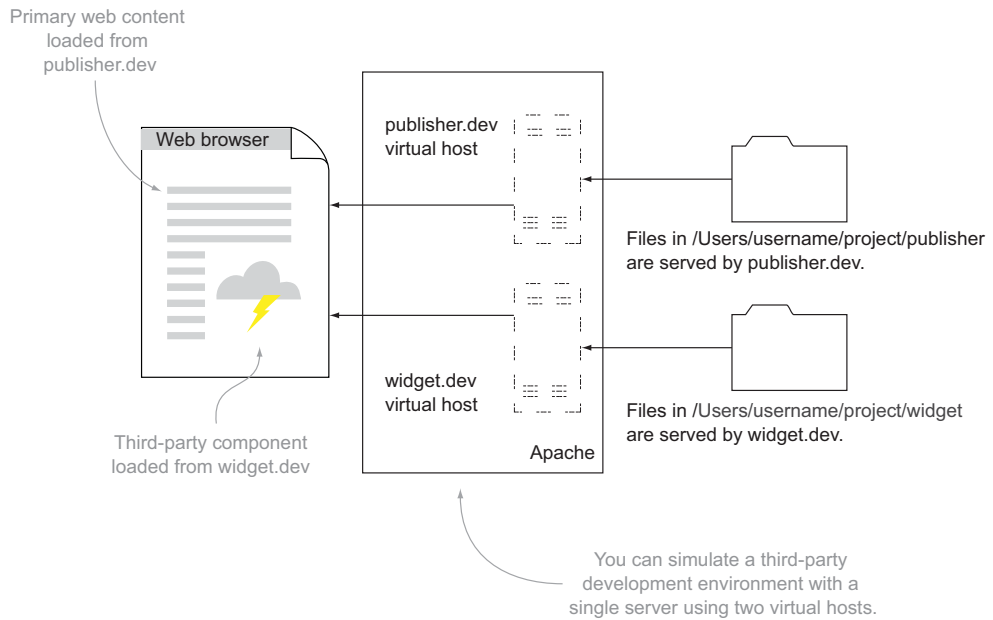 Primary web content
loaded from
publisher.dev
Web browser
publisher.dev
virtual host
Files in /Users/username/project/publisher
are served by publisher.dev.
widget.dev
virtual host
Files in /Users/username/project/widget
are served by widget.dev.
Third-party component
loaded from widget.dev
Apache
You can simulate a third-party
development environment with a
single server using two virtual hosts.